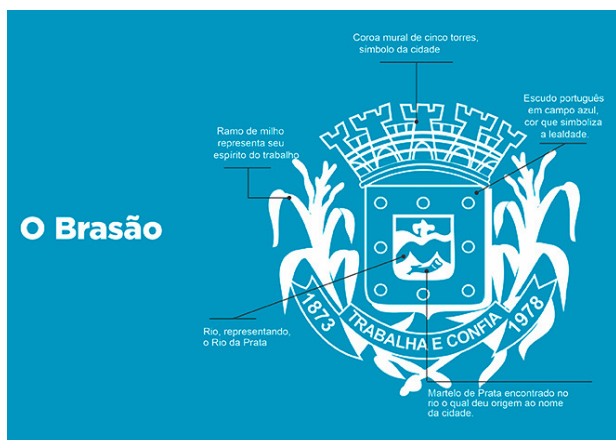 Coroa mural de cinco torres,
símbolo da cidade
Escudo português
em campo azul,
cor que simboliza
a lealdade
Ramo de milho
representa seu
espírito do trabalho
O Brasão
Rio, representando,
o Rio da Prata
1873
TRABALHA E CONFIA
1978
Martelo de Prata encontrado no
rio o qual deu origem ao nome
da cidade.